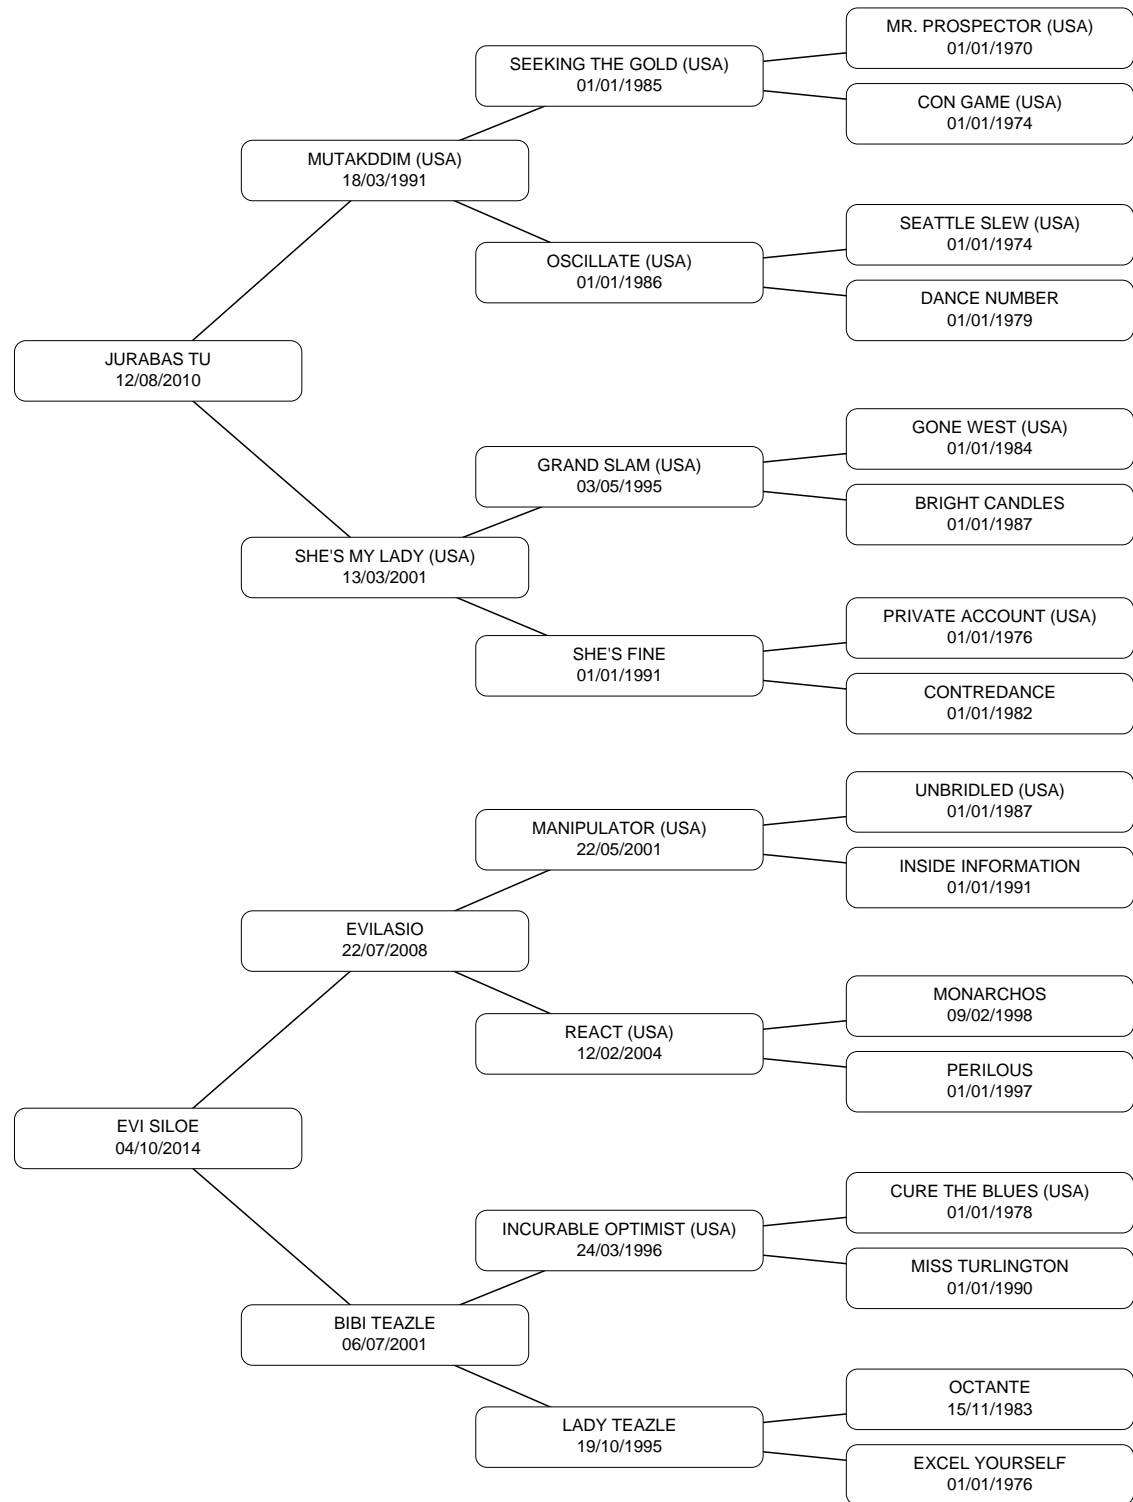 MR. PROSPECTOR (USA)
01/01/1970
SEEKING THE GOLD (USA)
01/01/1985
CON GAME (USA)
01/01/1974
MUTAKDDIM (USA)
18/03/1991
SEATTLE SLEW (USA)
01/01/1974
OSCILLATE (USA)
01/01/1986
DANCE NUMBER
01/01/1979
JURABAS TU
12/08/2010
GONE WEST (USA)
01/01/1984
GRAND SLAM (USA)
03/05/1995
BRIGHT CANDLES
01/01/1987
SHE'S MY LADY (USA)
13/03/2001
PRIVATE ACCOUNT (USA)
01/01/1976
SHE'S FINE
01/01/1991
CONTREDANCE
01/01/1982
UNBRIDLED (USA)
01/01/1987
MANIPULATOR (USA)
22/05/2001
INSIDE INFORMATION
01/01/1991
EVILASIO
22/07/2008
MONARCHOS
09/02/1998
REACT (USA)
12/02/2004
PERILOUS
01/01/1997
EVI SILOE
04/10/2014
CURE THE BLUES (USA)
01/01/1978
INCURABLE OPTIMIST (USA)
24/03/1996
MISS TURLINGTON
01/01/1990
BIBI TEAZLE
06/07/2001
OCTANTE
15/11/1983
LADY TEAZLE
19/10/1995
EXCEL YOURSELF
01/01/1976